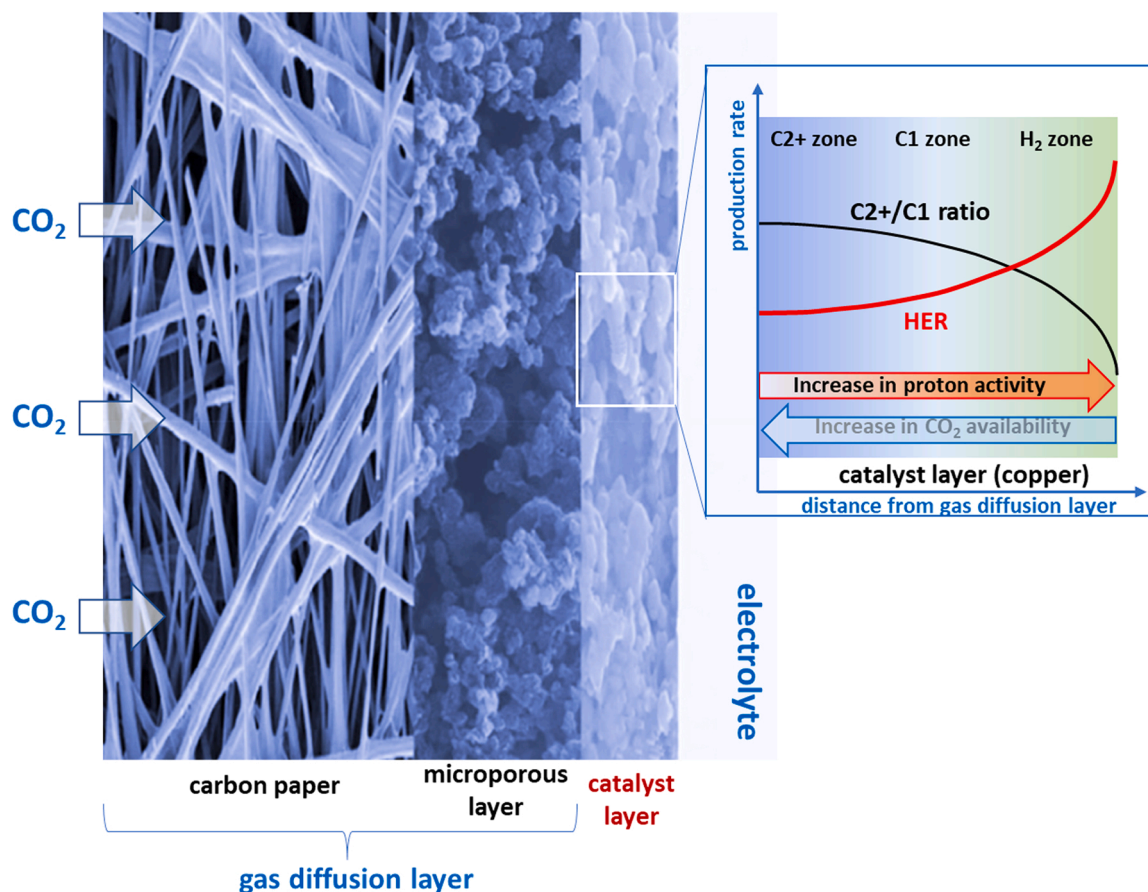 CO₂
CO₂
CO₂
carbon paper
microporous
layer
catalyst
layer
gas diffusion layer
electrolyte
production rate
C2+ zone
C1 zone
H₂ zone
C2+/C1 ratio
HER
Increase in proton activity
Increase in CO₂ availability
catalyst layer (copper)
distance from gas diffusion layer